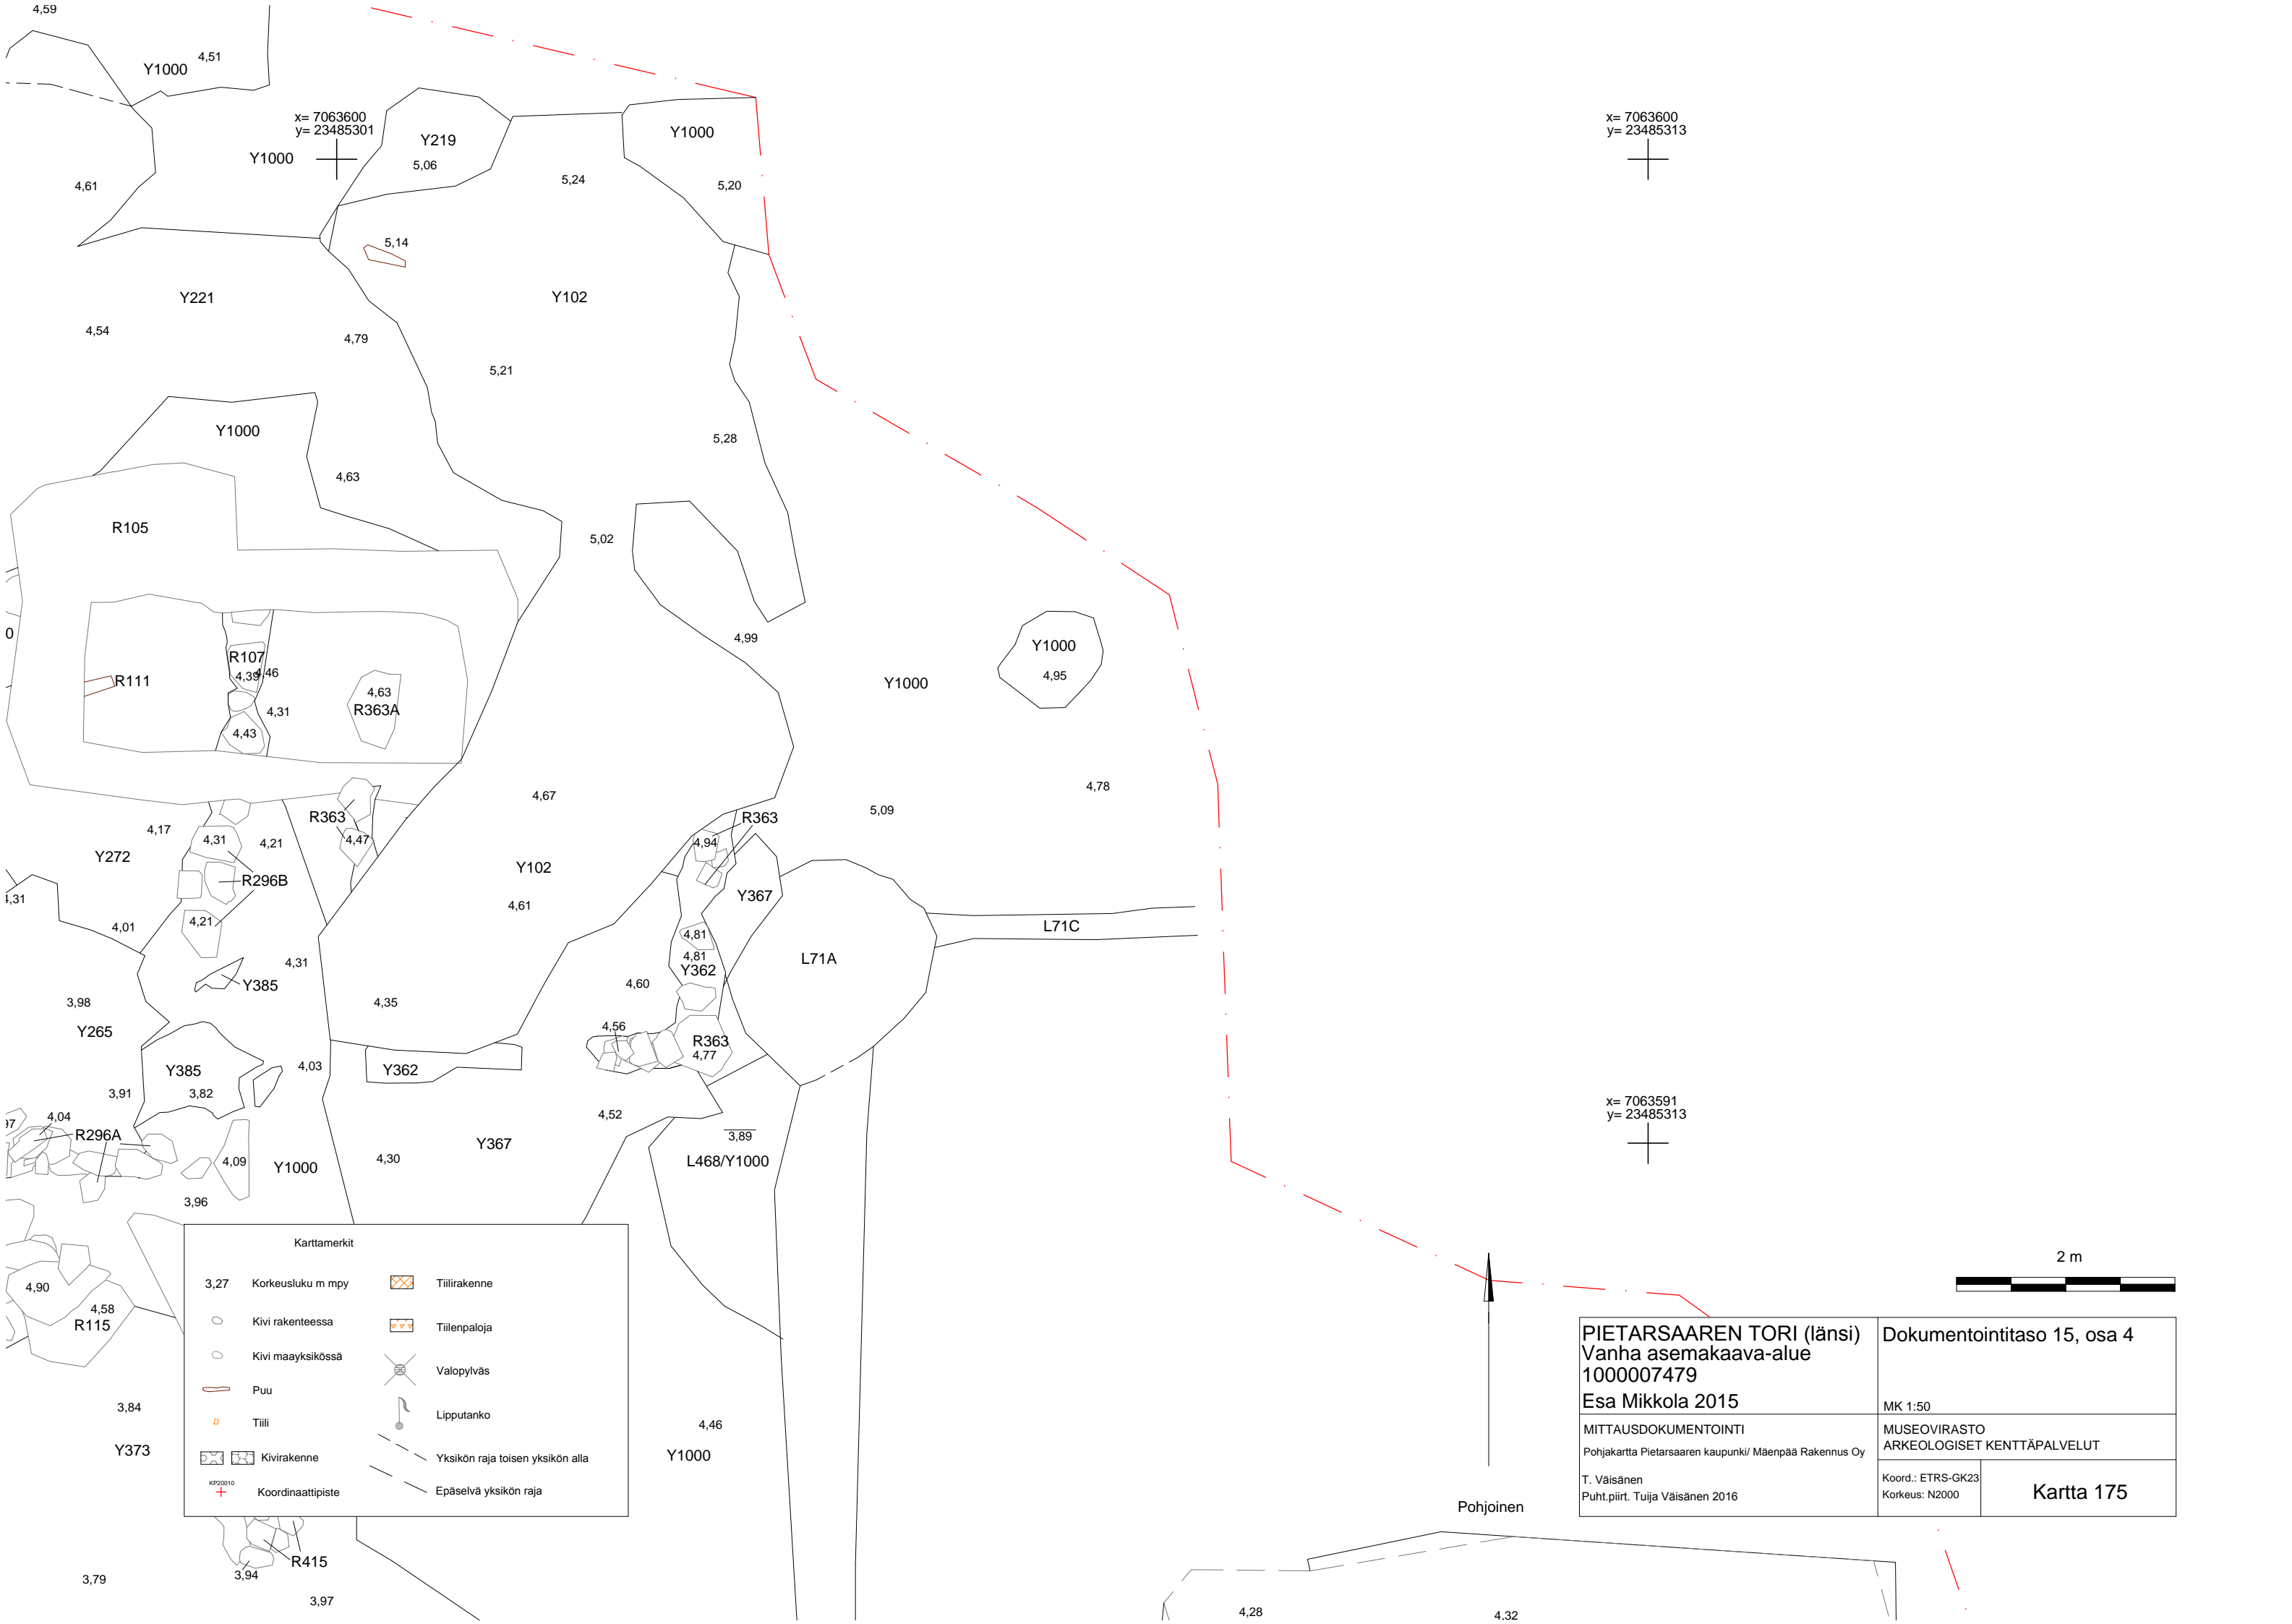 4,59
Y1000
4,51
x= 7063600
y= 23485301
Y1000
Y219
5,06
Y1000
5,24
5,20
x= 7063600
y= 23485313
4,61
5,14
Y221
Y102
4,54
4,79
5,21
Y1000
5,28
4,63
R105
5,02
0
4,99
R107
4,39
4,46
R111
4,63
R363A
4,31
4,43
Y1000
4,95
Y1000
4,78
4,67
5,09
R363
R363
4,17
4,31
4,21
4,47
4,94
Y272
Y102
R296B
Y367
4,31
4,61
4,21
4,01
4,81
L71C
4,31
4,81
L71A
Y362
Y385
4,60
3,98
4,35
Y265
4,56
R363
4,77
Y385
4,03
Y362
3,91
3,82
x= 7063591
y= 23485313
97
4,04
4,52
R296A
3,89
Y367
4,09
Y1000
4,30
L468/Y1000
3,96
4,90
4,58
R115
3,84
Y373
4,46
Y1000
Karttamerkit
3,27 Korkeusluku m mpy
Kivi rakenteessa
Kivi maayksikössä
Puu
Tiili
Kivirakenne
KP20010
Koordinaattipiste
Tiilirakenne
Tiilenpaloja
Valopylväs
Lipputanko
Yksikön raja toisen yksikön alla
Epäselvä yksikön raja
R415
3,94
3,79
3,97
4,28
4,32
Pohjoinen
2 m
PIETARSAAREN TORI (länsi)
Vanha asemakaava-alue
1000007479
Esa Mikkola 2015
Dokumentointitaso 15, osa 4
MK 1:50
MITTAUSDOKUMENTOINTI
Pohjakartta Pietarsaaren kaupunki/ Mäenpää Rakennus Oy
T. Väisänen
Puht.piirt. Tuija Väisänen 2016
MUSEOVIRASTO
ARKEOLOGISET KENTTÄPALVELUT
Koord.: ETRS-GK23
Korkeus: N2000
Kartta 175